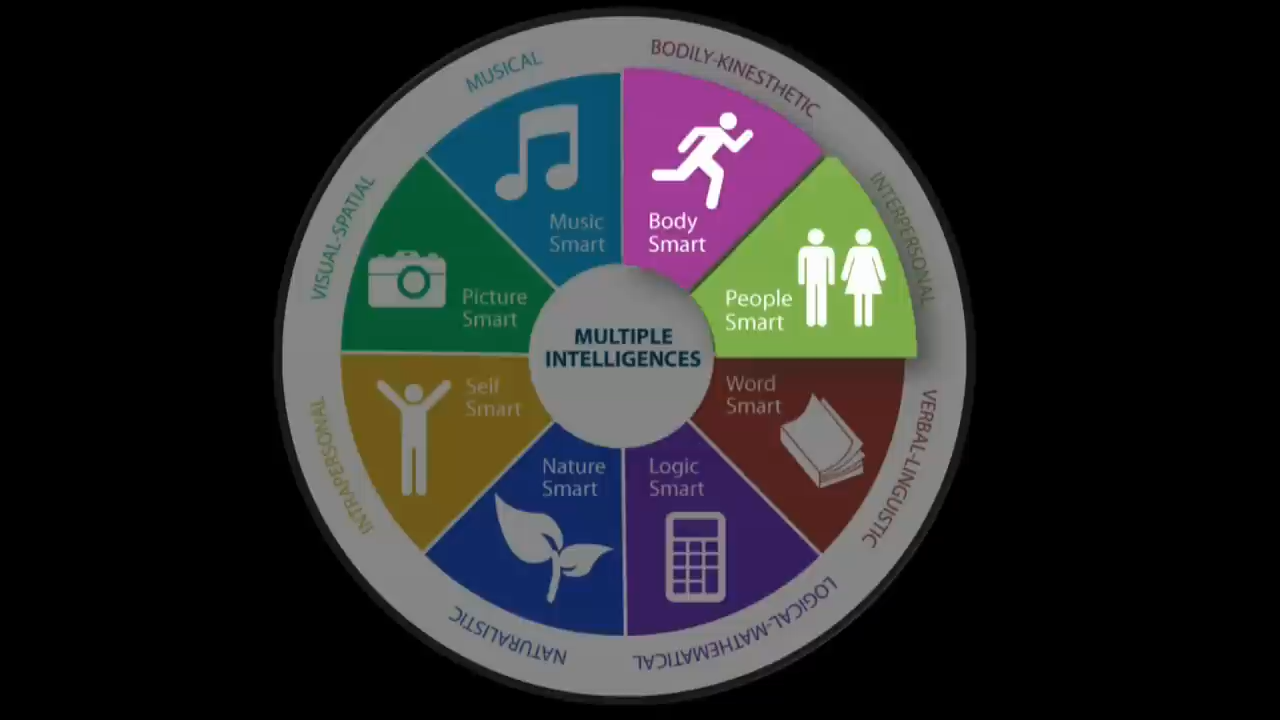 MUSICAL
BODILY-KINESTHETIC
INTERPERSONAL
VERBAL-LINGUISTIC
LOGICAL-MATHEMATICAL
NATURALISTIC
INTRAPERSONAL
VISUAL-SPATIAL
Music
Smart
Body
Smart
People
Smart
Word
Smart
Logic
Smart
Nature
Smart
Self
Smart
Picture
Smart
MULTIPLE
INTELLIGENCES